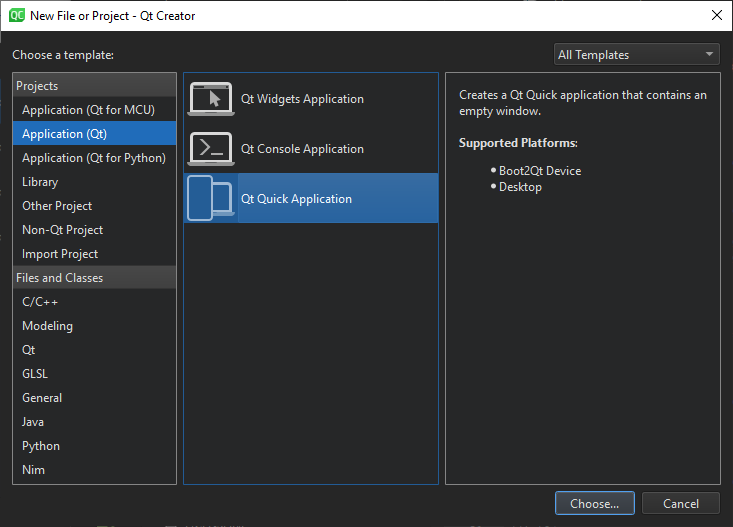 QC New File or Project - Qt Creator
Choose a template:
All Templates
Projects
Application (Qt for MCU)
Application (Qt)
Application (Qt for Python)
Library
Other Project
Non-Qt Project
Import Project
Files and Classes
C/C++
Modeling
Qt
GLSL
General
Java
Python
Nim
Qt Widgets Application
Qt Console Application
Qt Quick Application
Creates a Qt Quick application that contains an
empty window.
Supported Platforms:
• Boot2Qt Device
• Desktop
Choose...
Cancel